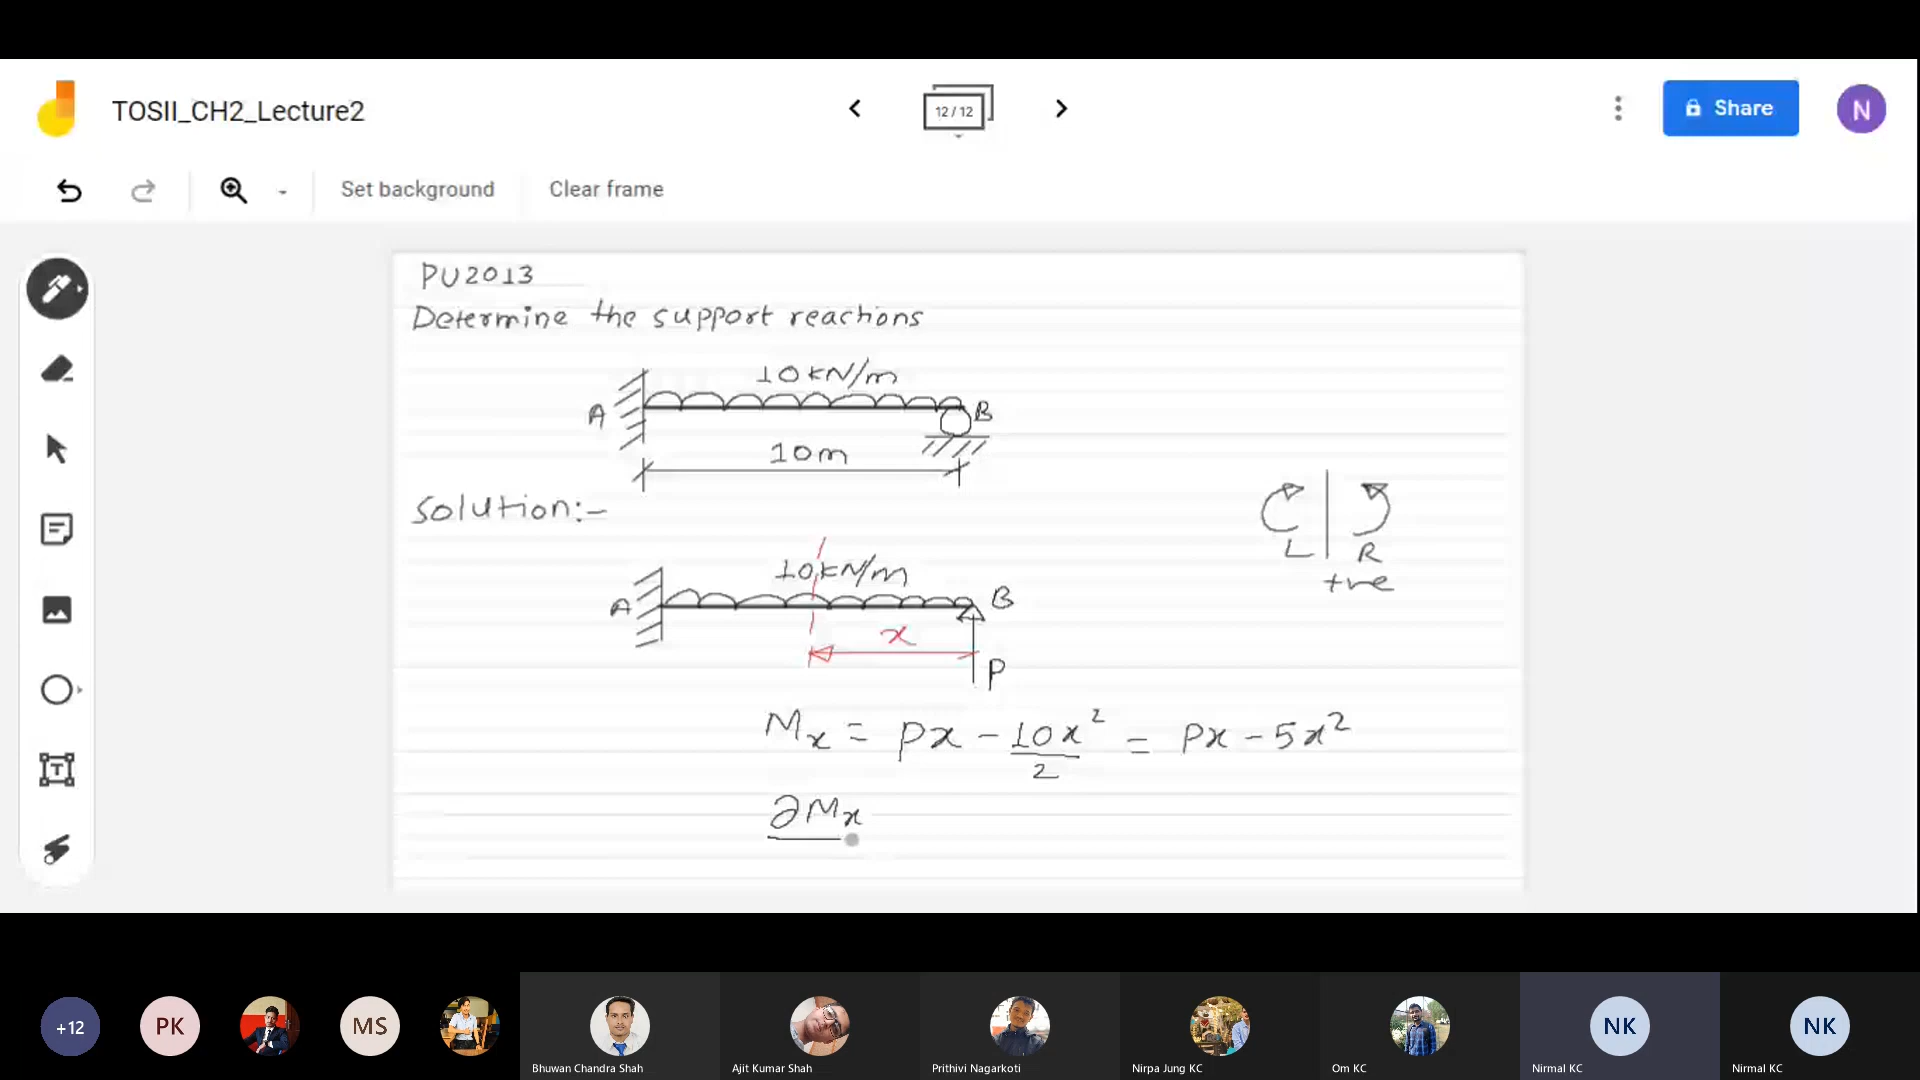 TOSII_CH2_Lecture2
12 / 12
Share
N
Set background
Clear frame
PU2013
Determine the support reactions
10kN/m
A
B
10m
Solution:-
10kN/m
A
B
x
P
L
R
+ve
Mx = Px - 10x²/2 = Px - 5x²
∂Mx
T
+12
PK
MS
NK
NK
Bhuwan Chandra Shah
Ajit Kumar Shah
Prithivi Nagarkoti
Nirpa Jung KC
Om KC
Nirmal KC
Nirmal KC